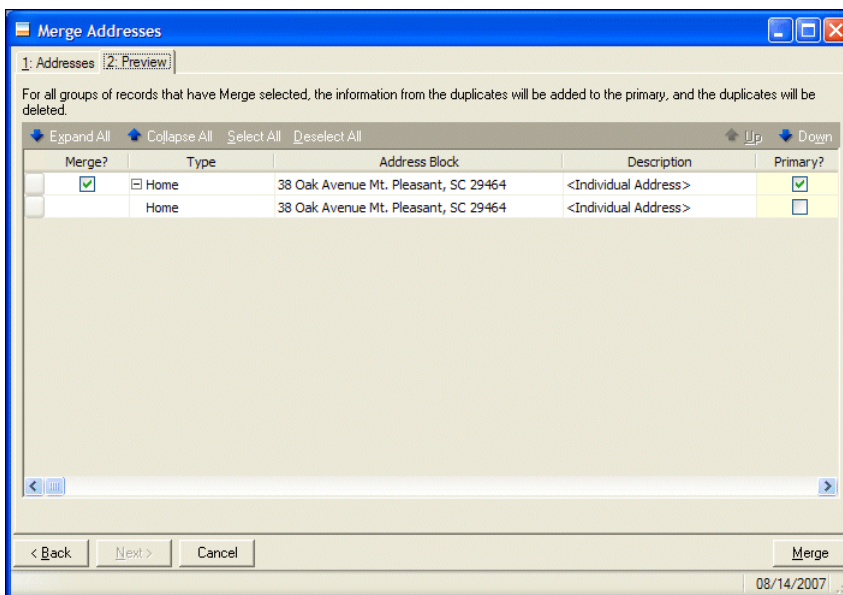 Merge Addresses
1: Addresses 2: Preview
For all groups of records that have Merge selected, the information from the duplicates will be added to the primary, and the duplicates will be
deleted.
Expand All Collapse All Select All Deselect All Up Down
Merge? Type Address Block Description Primary?
Home 38 Oak Avenue Mt. Pleasant, SC 29464 <Individual Address>
Home 38 Oak Avenue Mt. Pleasant, SC 29464 <Individual Address>
< Back Next > Cancel Merge
08/14/2007